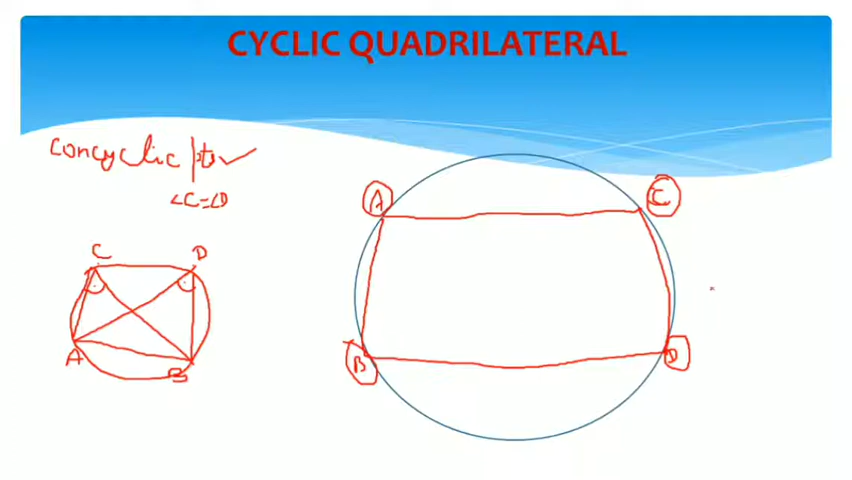 CYCLIC QUADRILATERAL
concyclic pts
∠C=∠D
A C
C D
A B
B D